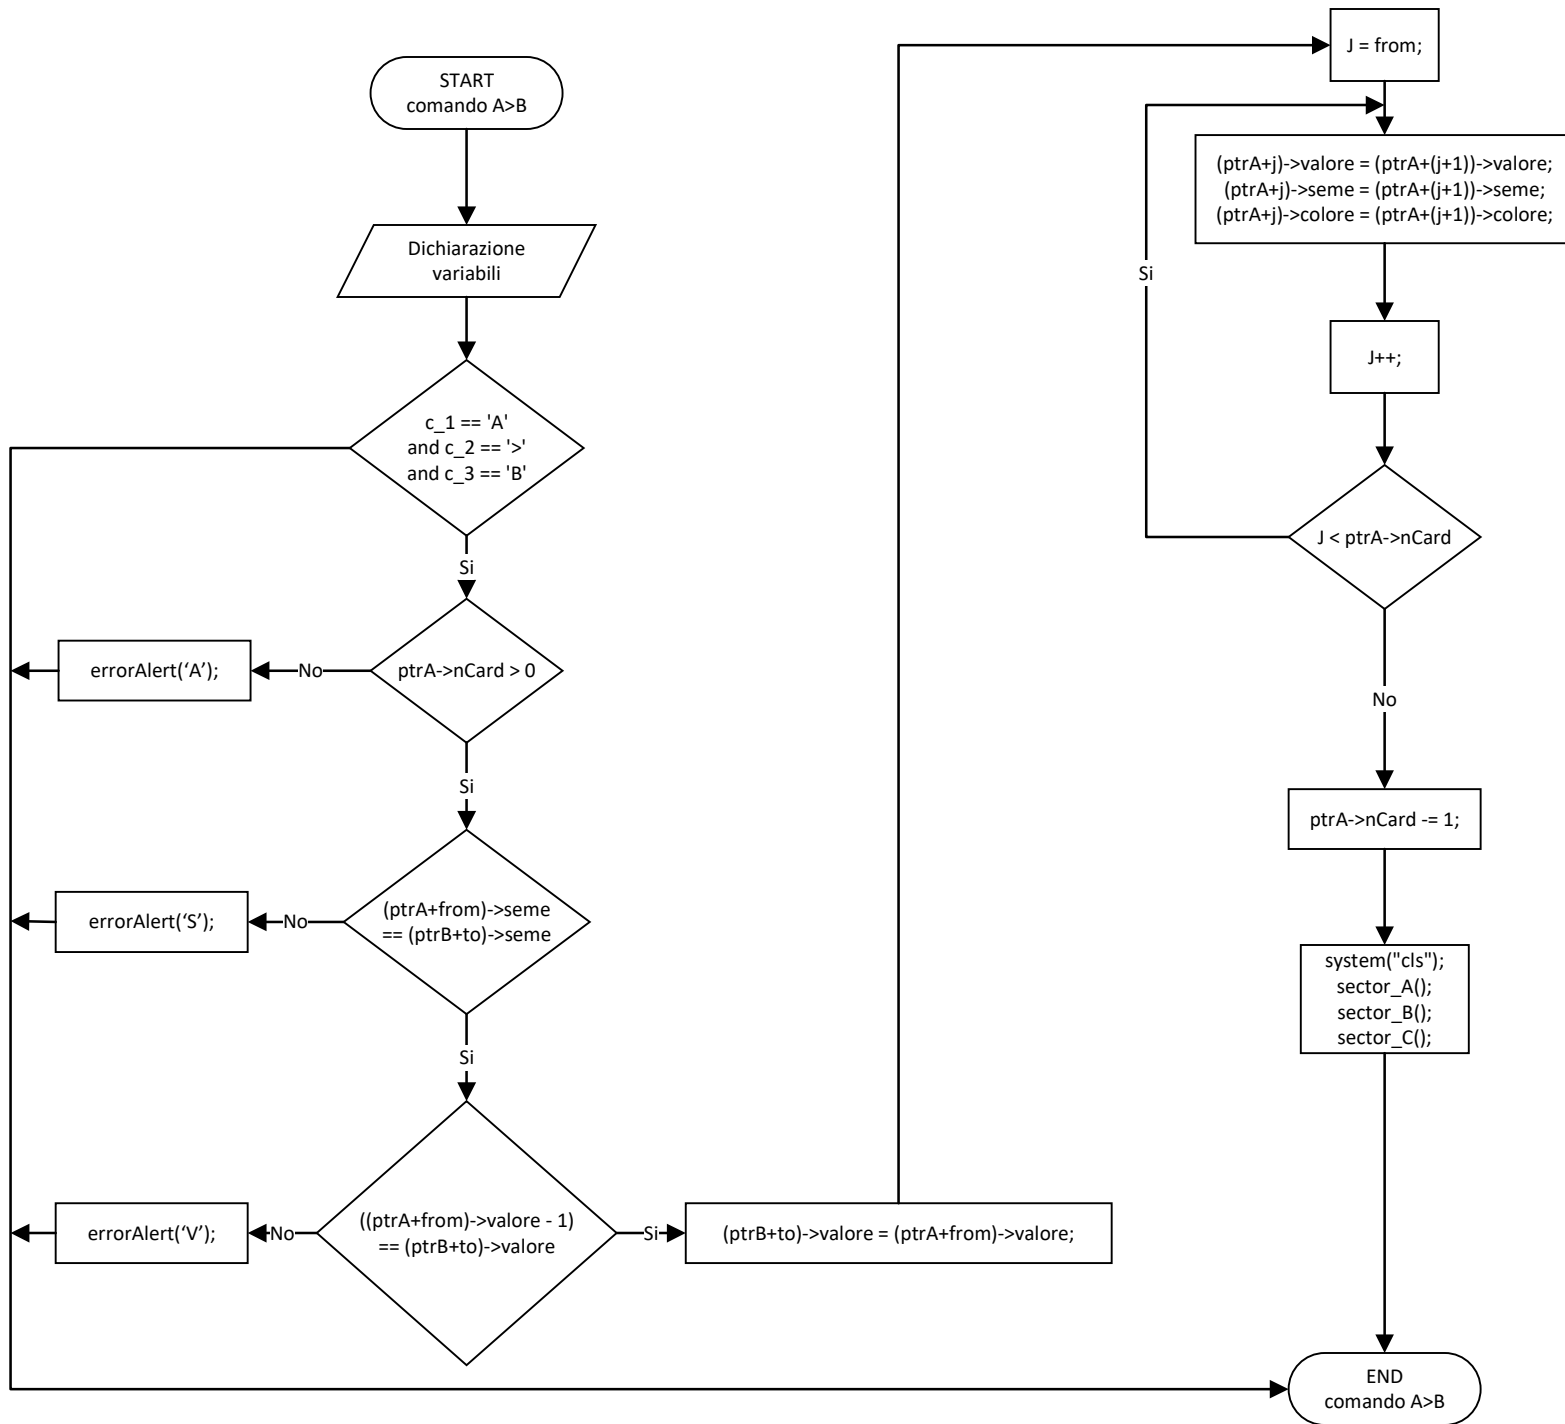 START
comando A>B
Dichiarazione
variabili
c_1 == 'A'
and c_2 == '>'
and c_3 == 'B'
Si
ptrA->nCard > 0
No
errorAlert(‘A’);
Si
(ptrA+from)->seme
== (ptrB+to)->seme
No
errorAlert(‘S’);
Si
((ptrA+from)->valore - 1)
== (ptrB+to)->valore
No
errorAlert(‘V’);
Si
(ptrB+to)->valore = (ptrA+from)->valore;
J = from;
(ptrA+j)->valore = (ptrA+(j+1))->valore;
(ptrA+j)->seme = (ptrA+(j+1))->seme;
(ptrA+j)->colore = (ptrA+(j+1))->colore;
J++;
J < ptrA->nCard
Si
No
ptrA->nCard -= 1;
system("cls");
sector_A();
sector_B();
sector_C();
END
comando A>B